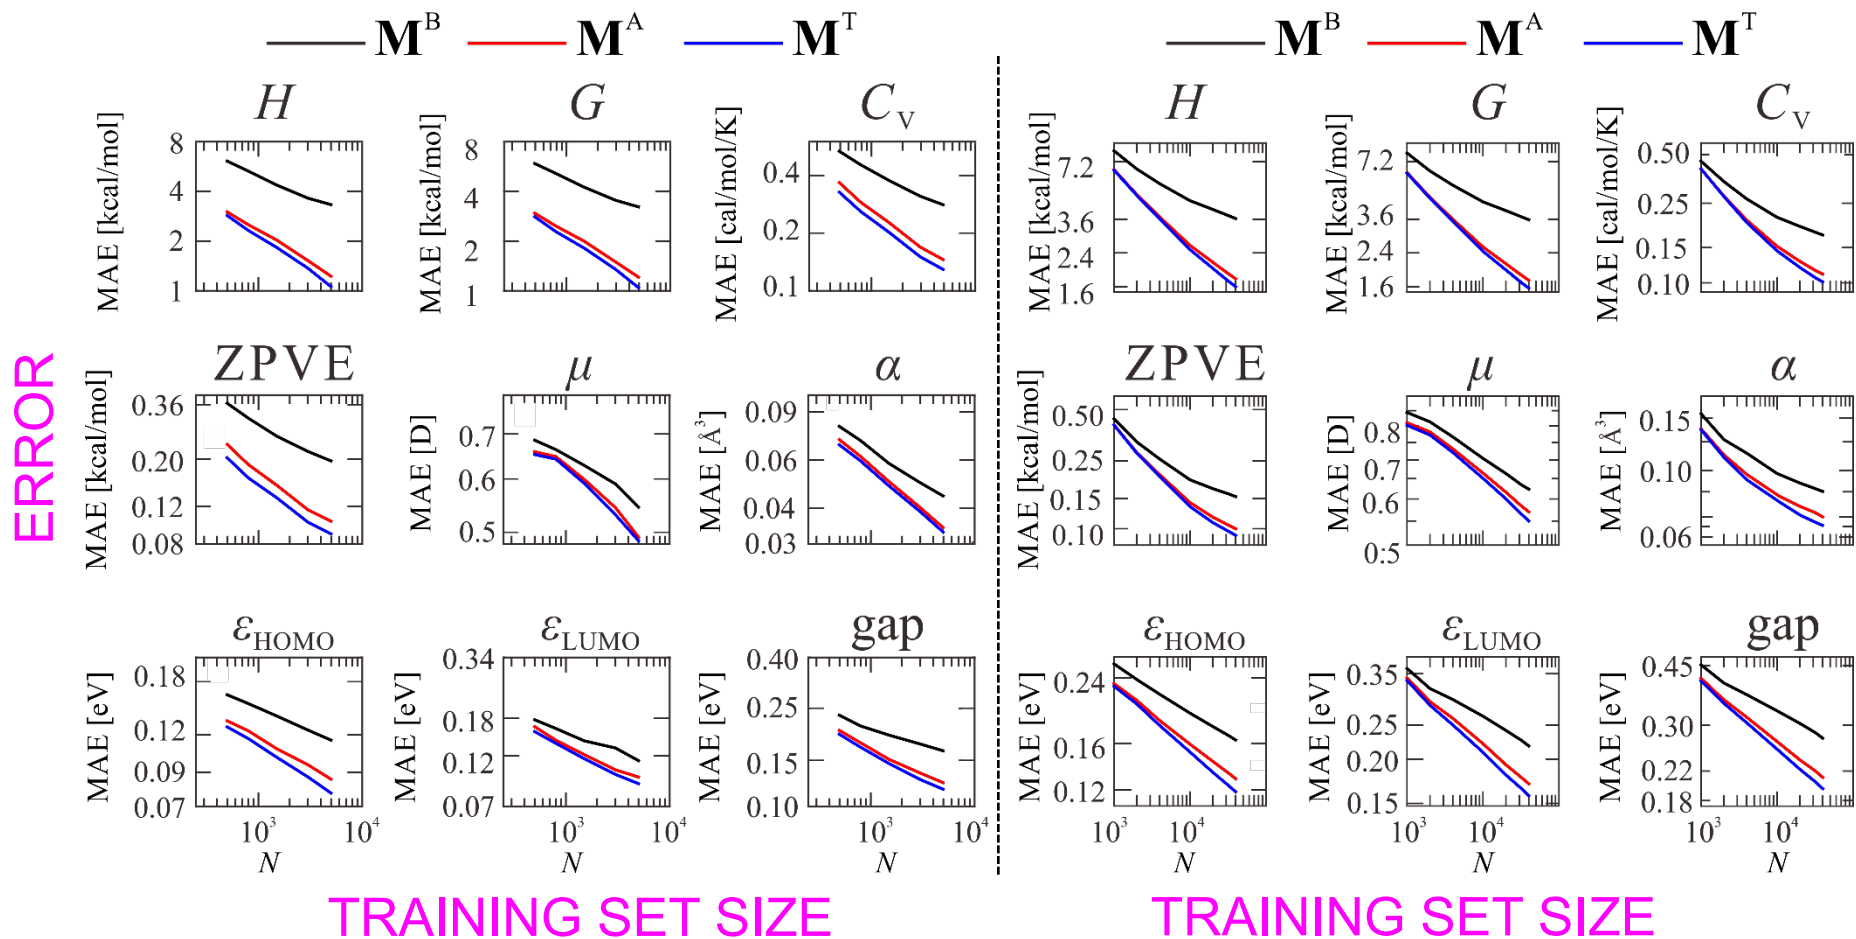 M^B M^A M^T M^B M^A M^T
H G C_V H G C_V
MAE [kcal/mol] 8 4 2 1
MAE [kcal/mol] 8 4 2 1
MAE [cal/mol/K] 0.4 0.2 0.1
MAE [kcal/mol] 7.2 3.6 2.4 1.6
MAE [kcal/mol] 7.2 3.6 2.4 1.6
MAE [cal/mol/K] 0.50 0.25 0.15 0.10
ERROR
ZPVE μ α ZPVE μ α
MAE [kcal/mol] 0.36 0.20 0.12 0.08
MAE [D] 0.7 0.6 0.5
MAE [Å³] 0.09 0.06 0.04 0.03
MAE [kcal/mol] 0.50 0.25 0.15 0.10
MAE [D] 0.8 0.7 0.6 0.5
MAE [Å³] 0.15 0.10 0.06
ε_HOMO ε_LUMO gap ε_HOMO ε_LUMO gap
MAE [eV] 0.18 0.12 0.09 0.07
MAE [eV] 0.34 0.18 0.12 0.07
MAE [eV] 0.40 0.25 0.15 0.10
MAE [eV] 0.24 0.16 0.12
MAE [eV] 0.35 0.25 0.20 0.15
MAE [eV] 0.45 0.30 0.22 0.18
10³ 10⁴ 10³ 10⁴ 10³ 10⁴ 10³ 10⁴ 10³ 10⁴ 10³ 10⁴
N N N N N N
TRAINING SET SIZE TRAINING SET SIZE